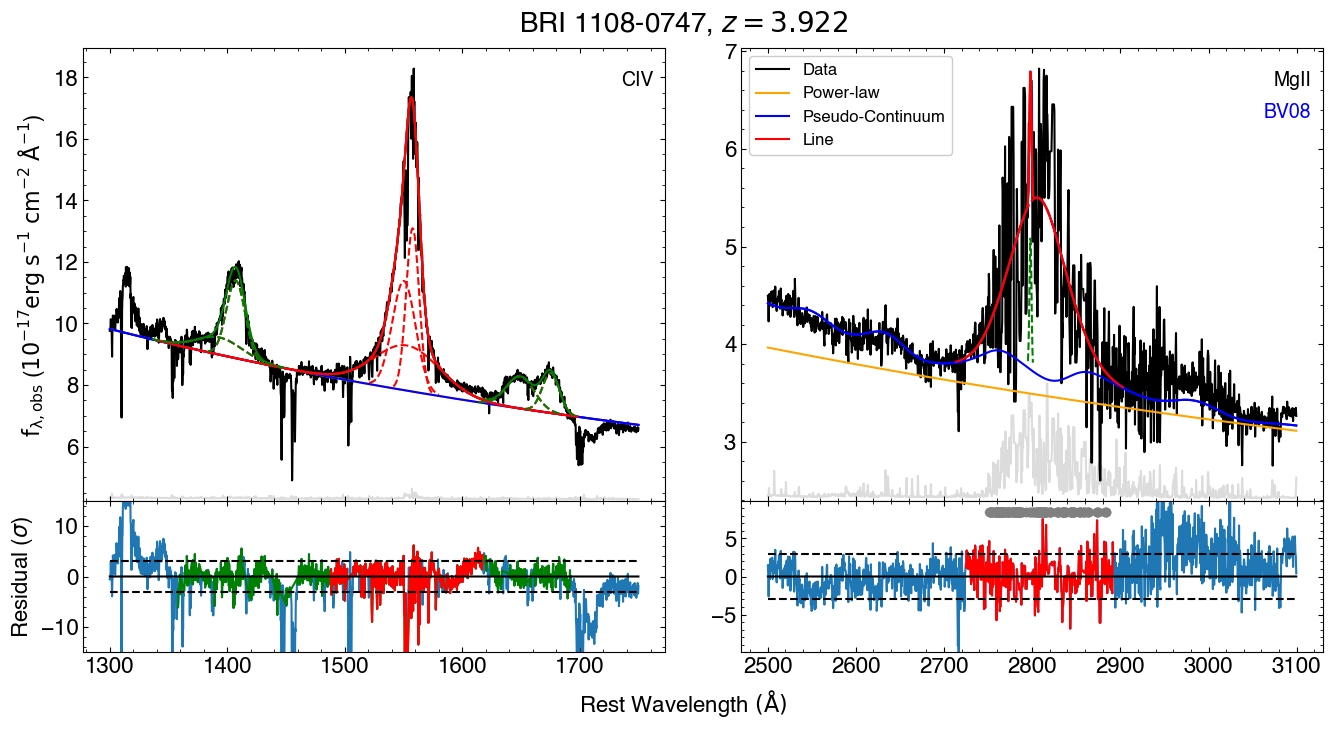 BRI 1108-0747, z = 3.922
CIV
18
16
14
12
10
8
6
f_λ,obs (10^−17 erg s^−1 cm^−2 Å^−1)
Data
Power-law
Pseudo-Continuum
Line
MgII
BV08
7
6
5
4
3
Residual (σ)
10
0
−10
1300 1400 1500 1600 1700
5
0
−5
2500 2600 2700 2800 2900 3000 3100
Rest Wavelength (Å)